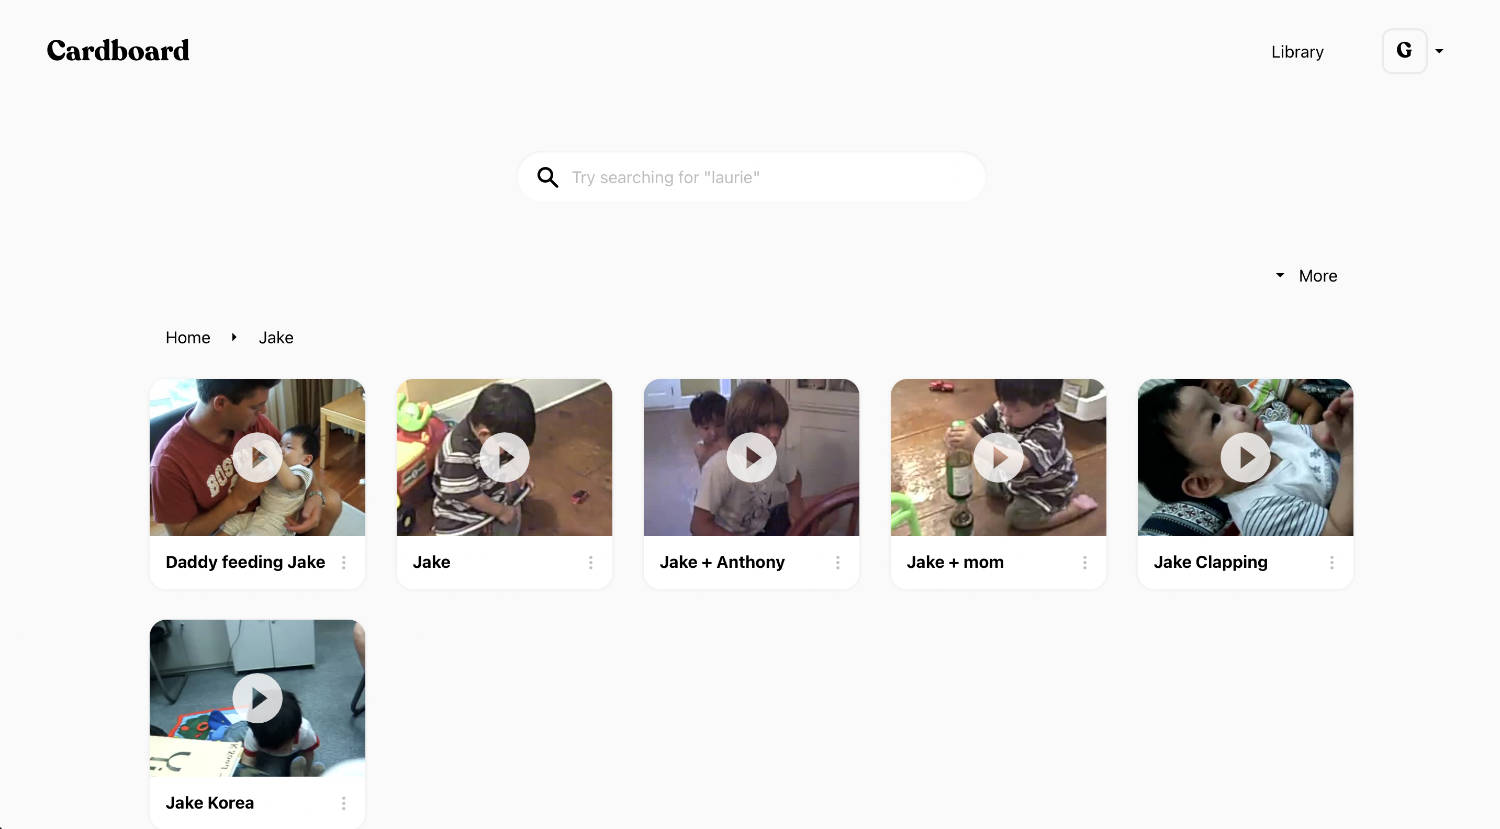 Cardboard
Library
G
Try searching for "laurie"
More
Home
Jake
BOS
Daddy feeding Jake
Jake
Jake + Anthony
Jake + mom
Jake Clapping
Jake Korea